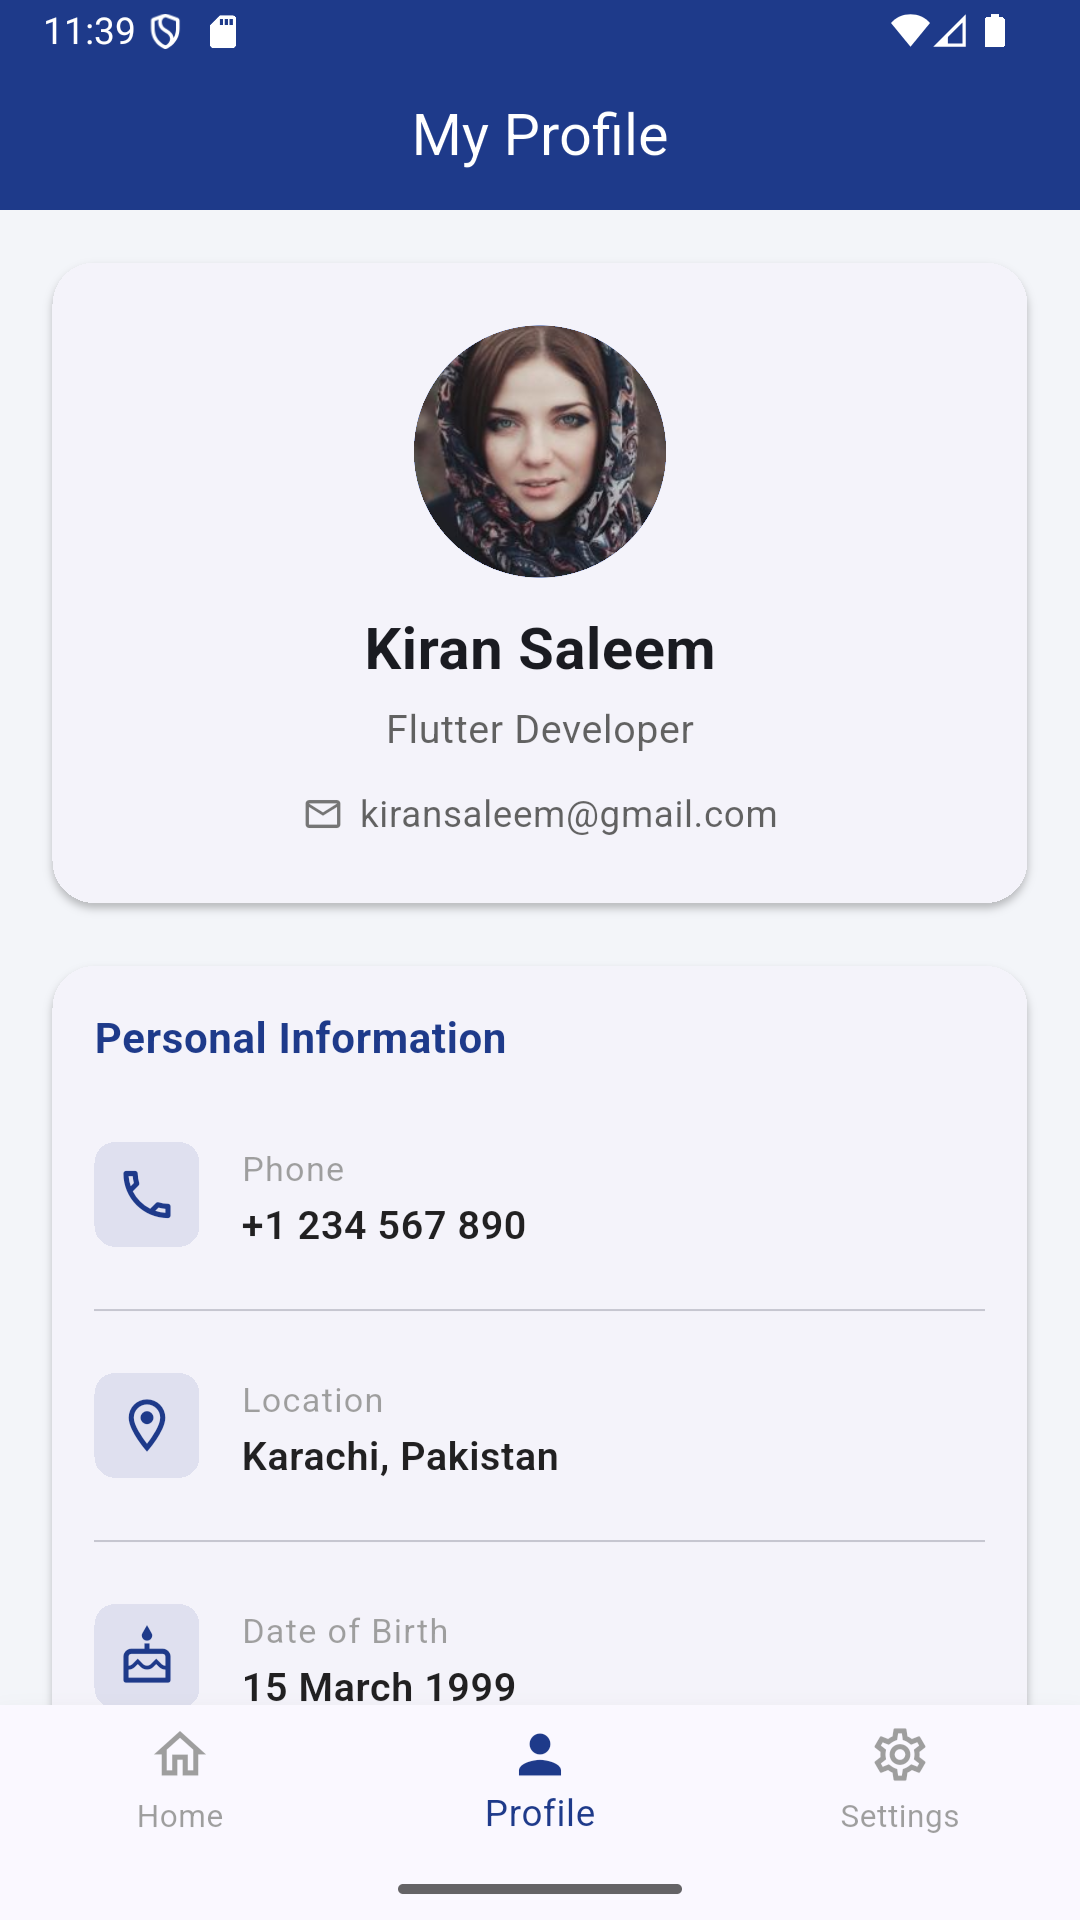 11:39
My Profile
Kiran Saleem
Flutter Developer
kiransaleem@gmail.com
Personal Information
Phone
+1 234 567 890
Location
Karachi, Pakistan
Date of Birth
15 March 1999
Home
Profile
Settings